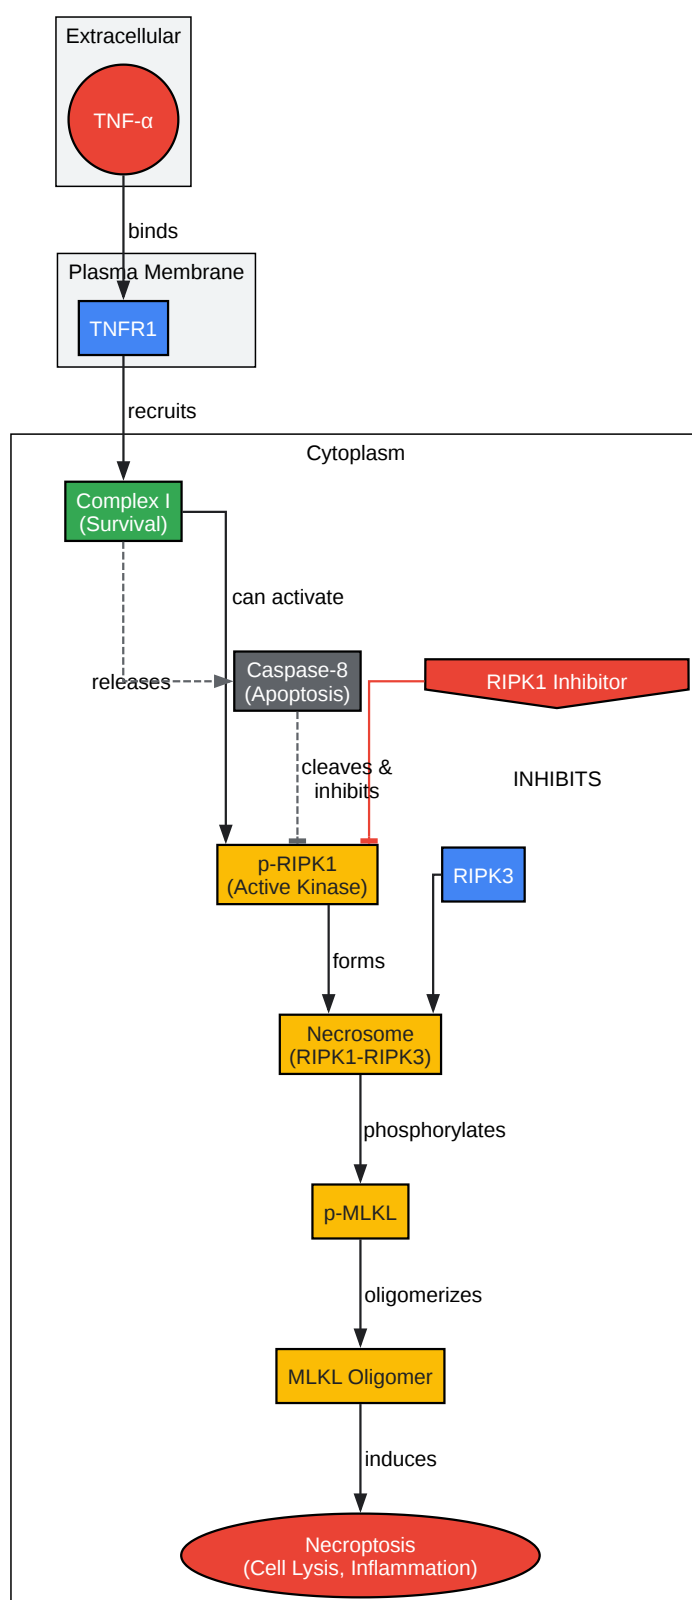 Extracellular
TNF-α
binds
Plasma Membrane
TNFR1
recruits
Cytoplasm
Complex I
(Survival)
can activate
releases
Caspase-8
(Apoptosis)
RIPK1 Inhibitor
cleaves &
inhibits
INHIBITS
p-RIPK1
(Active Kinase)
RIPK3
forms
Necrosome
(RIPK1-RIPK3)
phosphorylates
p-MLKL
oligomerizes
MLKL Oligomer
induces
Necroptosis
(Cell Lysis, Inflammation)